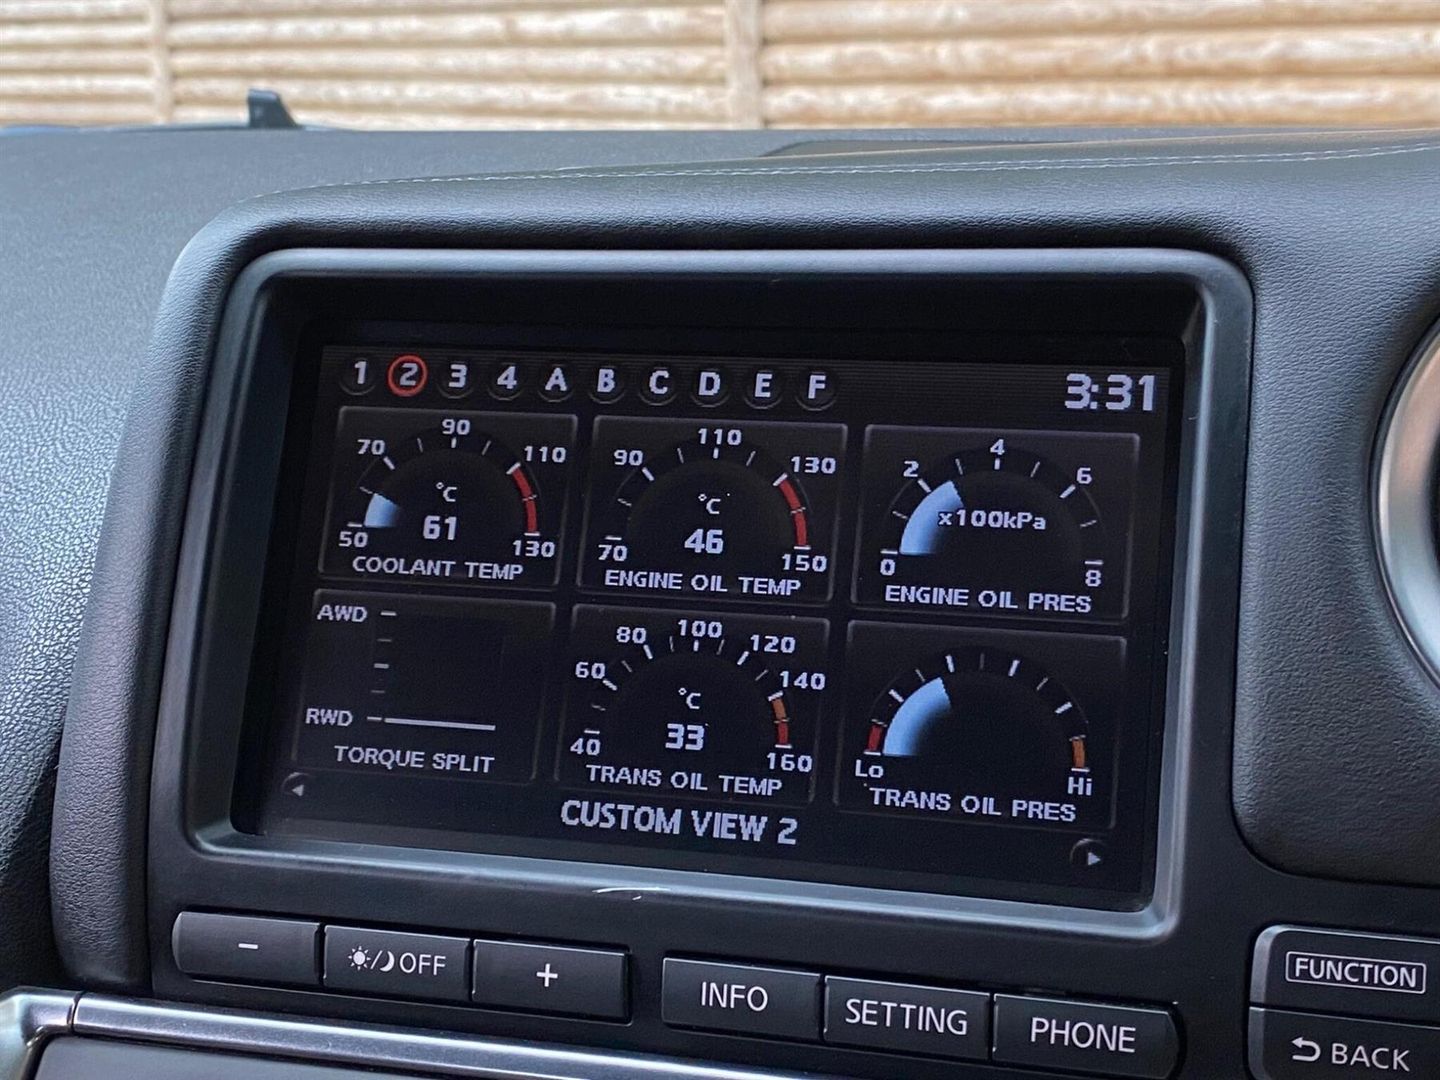 1 2 3 4 A B C D E F 3:31
90
70 110
°C
61
50 130
COOLANT TEMP
110
90 130
°C
46
70 150
ENGINE OIL TEMP
4
2 6
x100kPa
0 8
ENGINE OIL PRES
AWD
RWD
TORQUE SPLIT
100
80 120
60 140
°C
33
40 160
TRANS OIL TEMP
Lo Hi
TRANS OIL PRES
CUSTOM VIEW 2
- OFF + INFO SETTING PHONE
FUNCTION
BACK